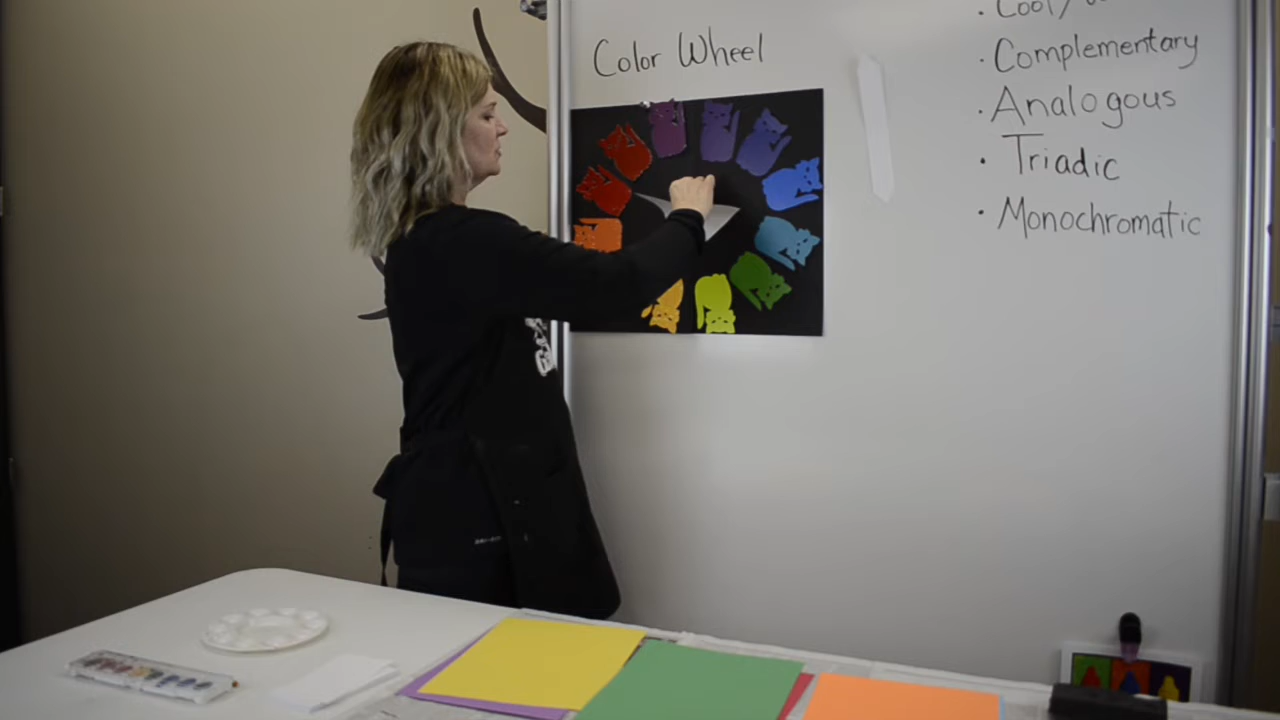 Color Wheel
· Complementary
· Analogous
· Triadic
· Monochromatic